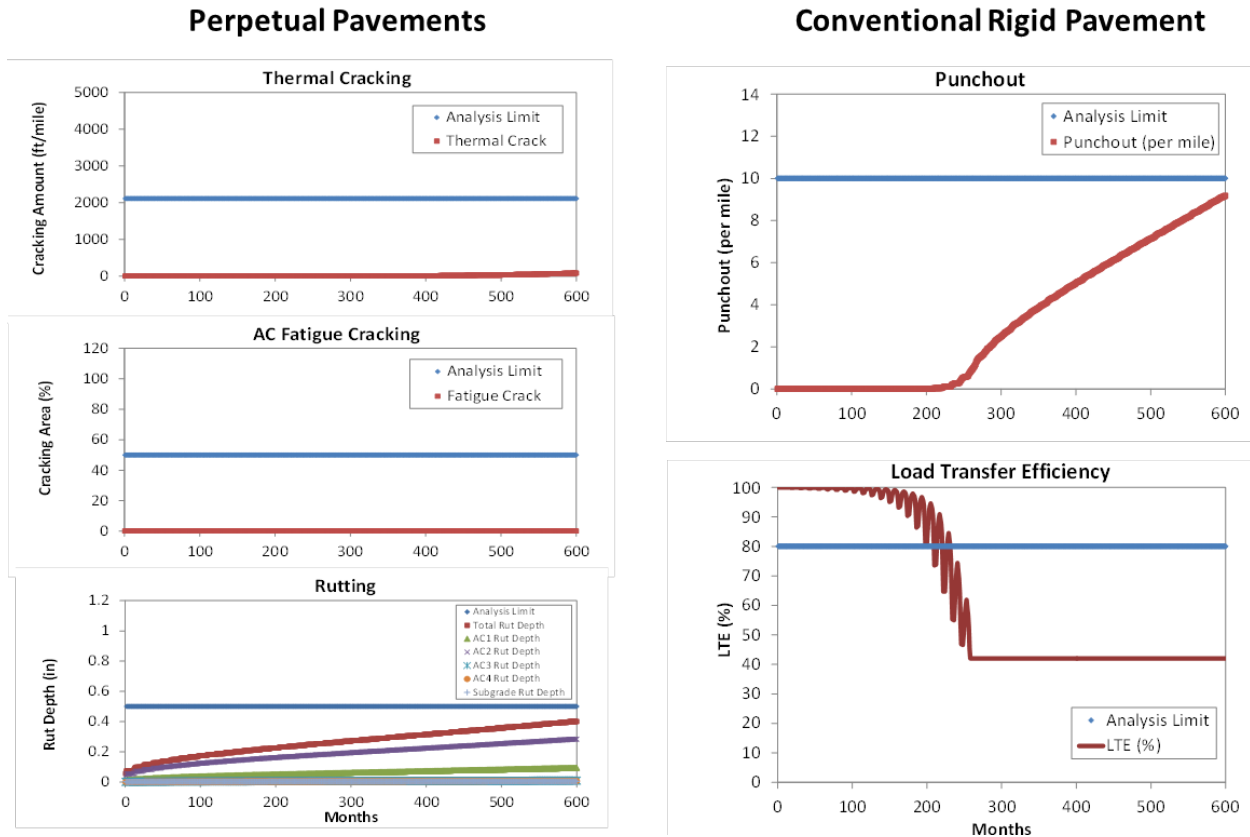 Perpetual Pavements
Thermal Cracking
Cracking Amount (ft/mile)
5000
4000
3000
2000
1000
0
Analysis Limit
Thermal Crack
0 100 200 300 400 500 600
AC Fatigue Cracking
Cracking Area (%)
120
100
80
60
40
20
0
Analysis Limit
Fatigue Crack
0 100 200 300 400 500 600
Rutting
Rut Depth (in)
1.2
1
0.8
0.6
0.4
0.2
0
Analysis Limit
Total Rut Depth
AC1 Rut Depth
AC2 Rut Depth
AC3 Rut Depth
AC4 Rut Depth
Subgrade Rut Depth
0 100 200 300 400 500 600
Months
Conventional Rigid Pavement
Punchout
Punchout (per mile)
14
12
10
8
6
4
2
0
Analysis Limit
Punchout (per mile)
0 100 200 300 400 500 600
Load Transfer Efficiency
LTE (%)
100
90
80
70
60
50
40
30
20
10
0
Analysis Limit
LTE (%)
0 100 200 300 400 500 600
Months